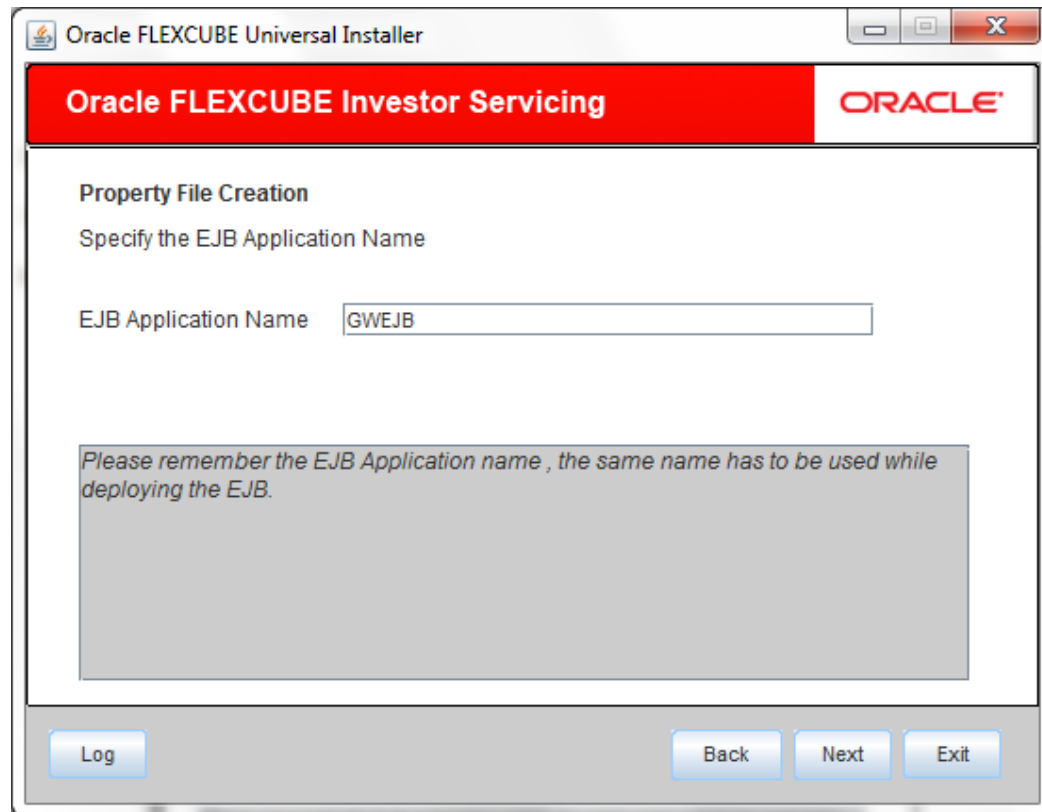 Oracle FLEXCUBE Universal Installer
Oracle FLEXCUBE Investor Servicing
ORACLE
Property File Creation
Specify the EJB Application Name
EJB Application Name GWEJB
Please remember the EJB Application name , the same name has to be used while
deploying the EJB.
Log Back Next Exit